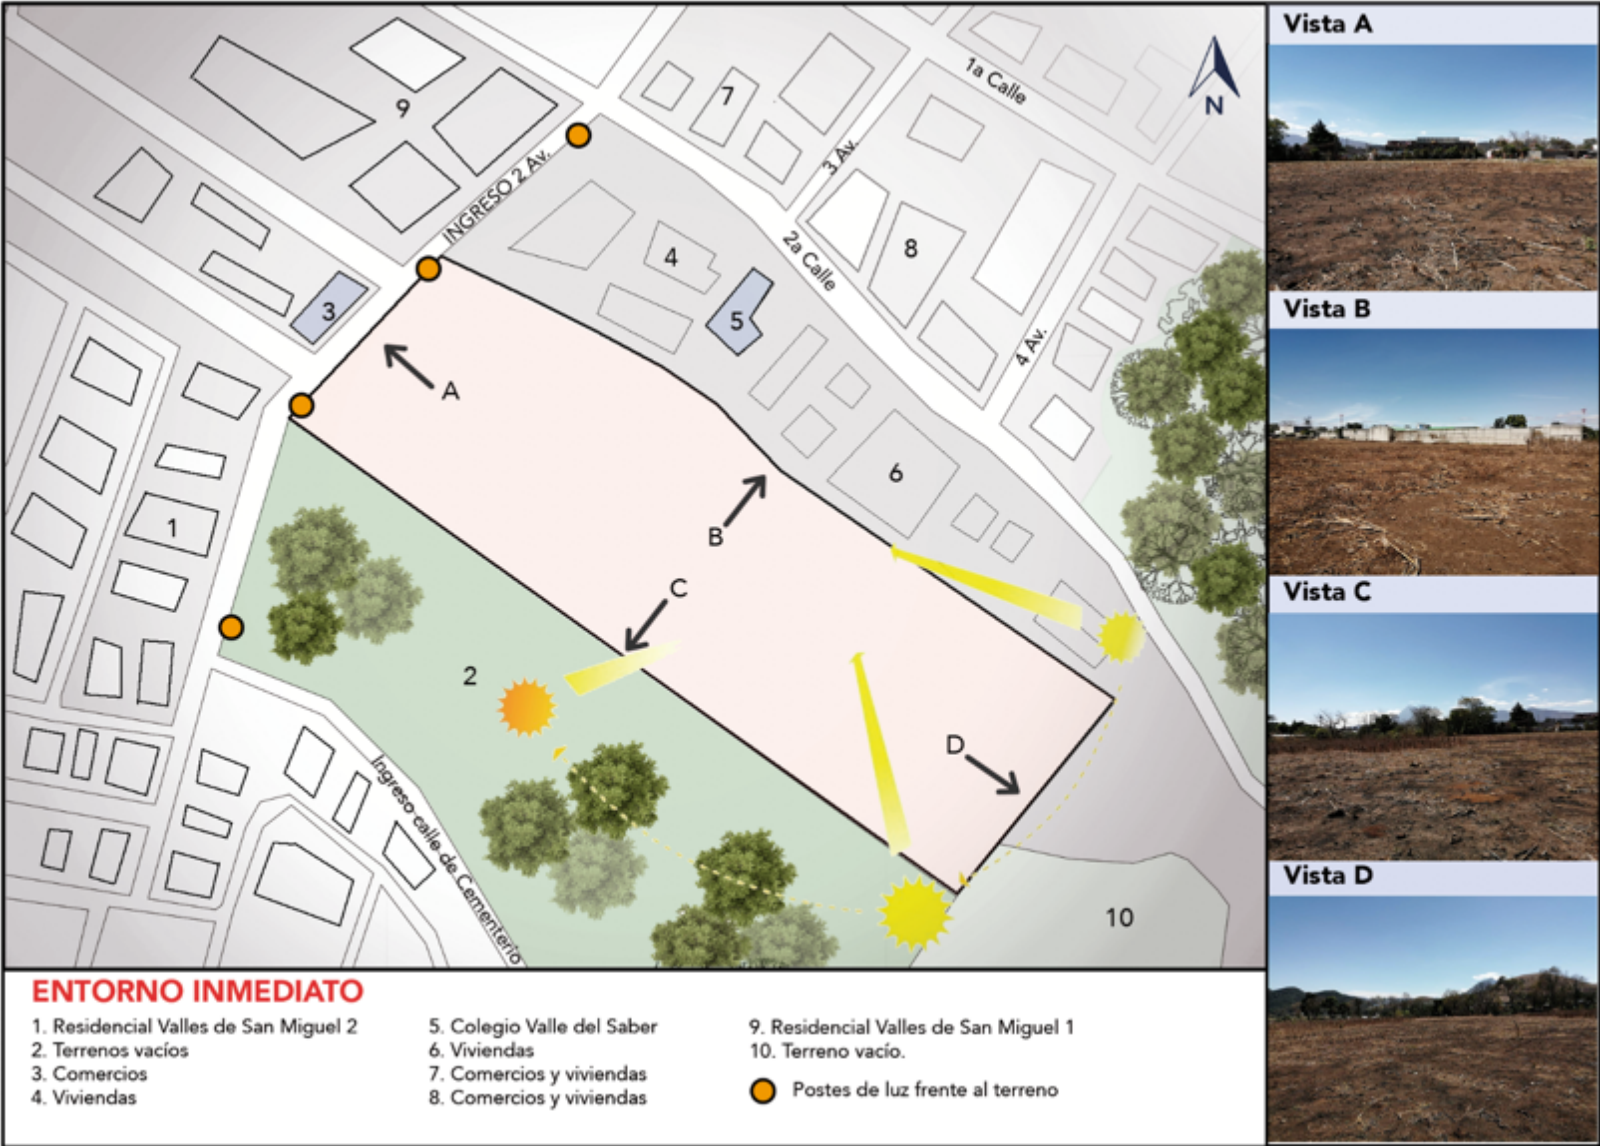 Vista A
Vista B
Vista C
Vista D
N
1a Calle
2a Calle
3 Av.
4 Av.
INGRESO 2 Av.
Ingreso calle de Cementerio
9
7
8
4
5
3
6
1
2
10
A
B
C
D
ENTORNO INMEDIATO
1. Residencial Valles de San Miguel 2
2. Terrenos vacíos
3. Comercios
4. Viviendas
5. Colegio Valle del Saber
6. Viviendas
7. Comercios y viviendas
8. Comercios y viviendas
9. Residencial Valles de San Miguel 1
10. Terreno vacío.
Postes de luz frente al terreno